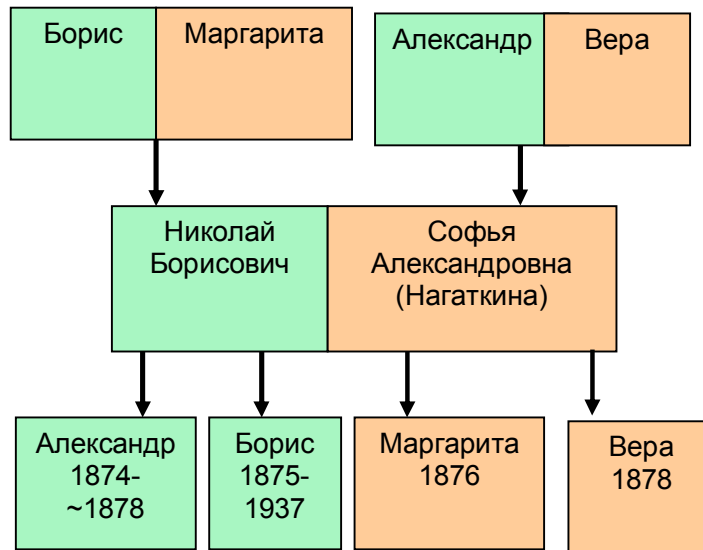 Борис
Маргарита
Александр
Вера
Николай
Борисович
Софья
Александровна
(Нагаткина)
Александр
1874-
~1878
Борис
1875-
1937
Маргарита
1876
Вера
1878